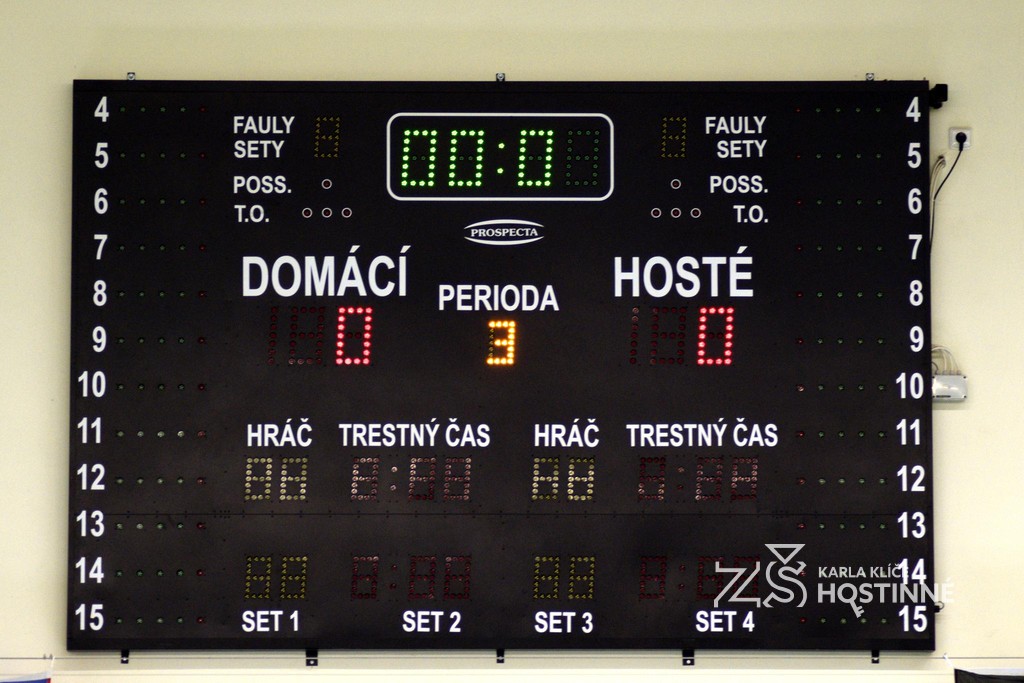 4 4
FAULY FAULY
SETY SETY
00:0
5 5
POSS. POSS.
6 6
T.O. T.O.
PROSPECTA
7 7
DOMÁCÍ HOSTÉ
8 PERIODA 8
0 3 0
9 9
10 10
11 HRÁČ TRESTNÝ ČAS HRÁČ TRESTNÝ ČAS 11
12 12
13 13
14 14
ZŠ KARLA KLÍČE
HOSTINNÉ
15 SET 1 SET 2 SET 3 SET 4 15